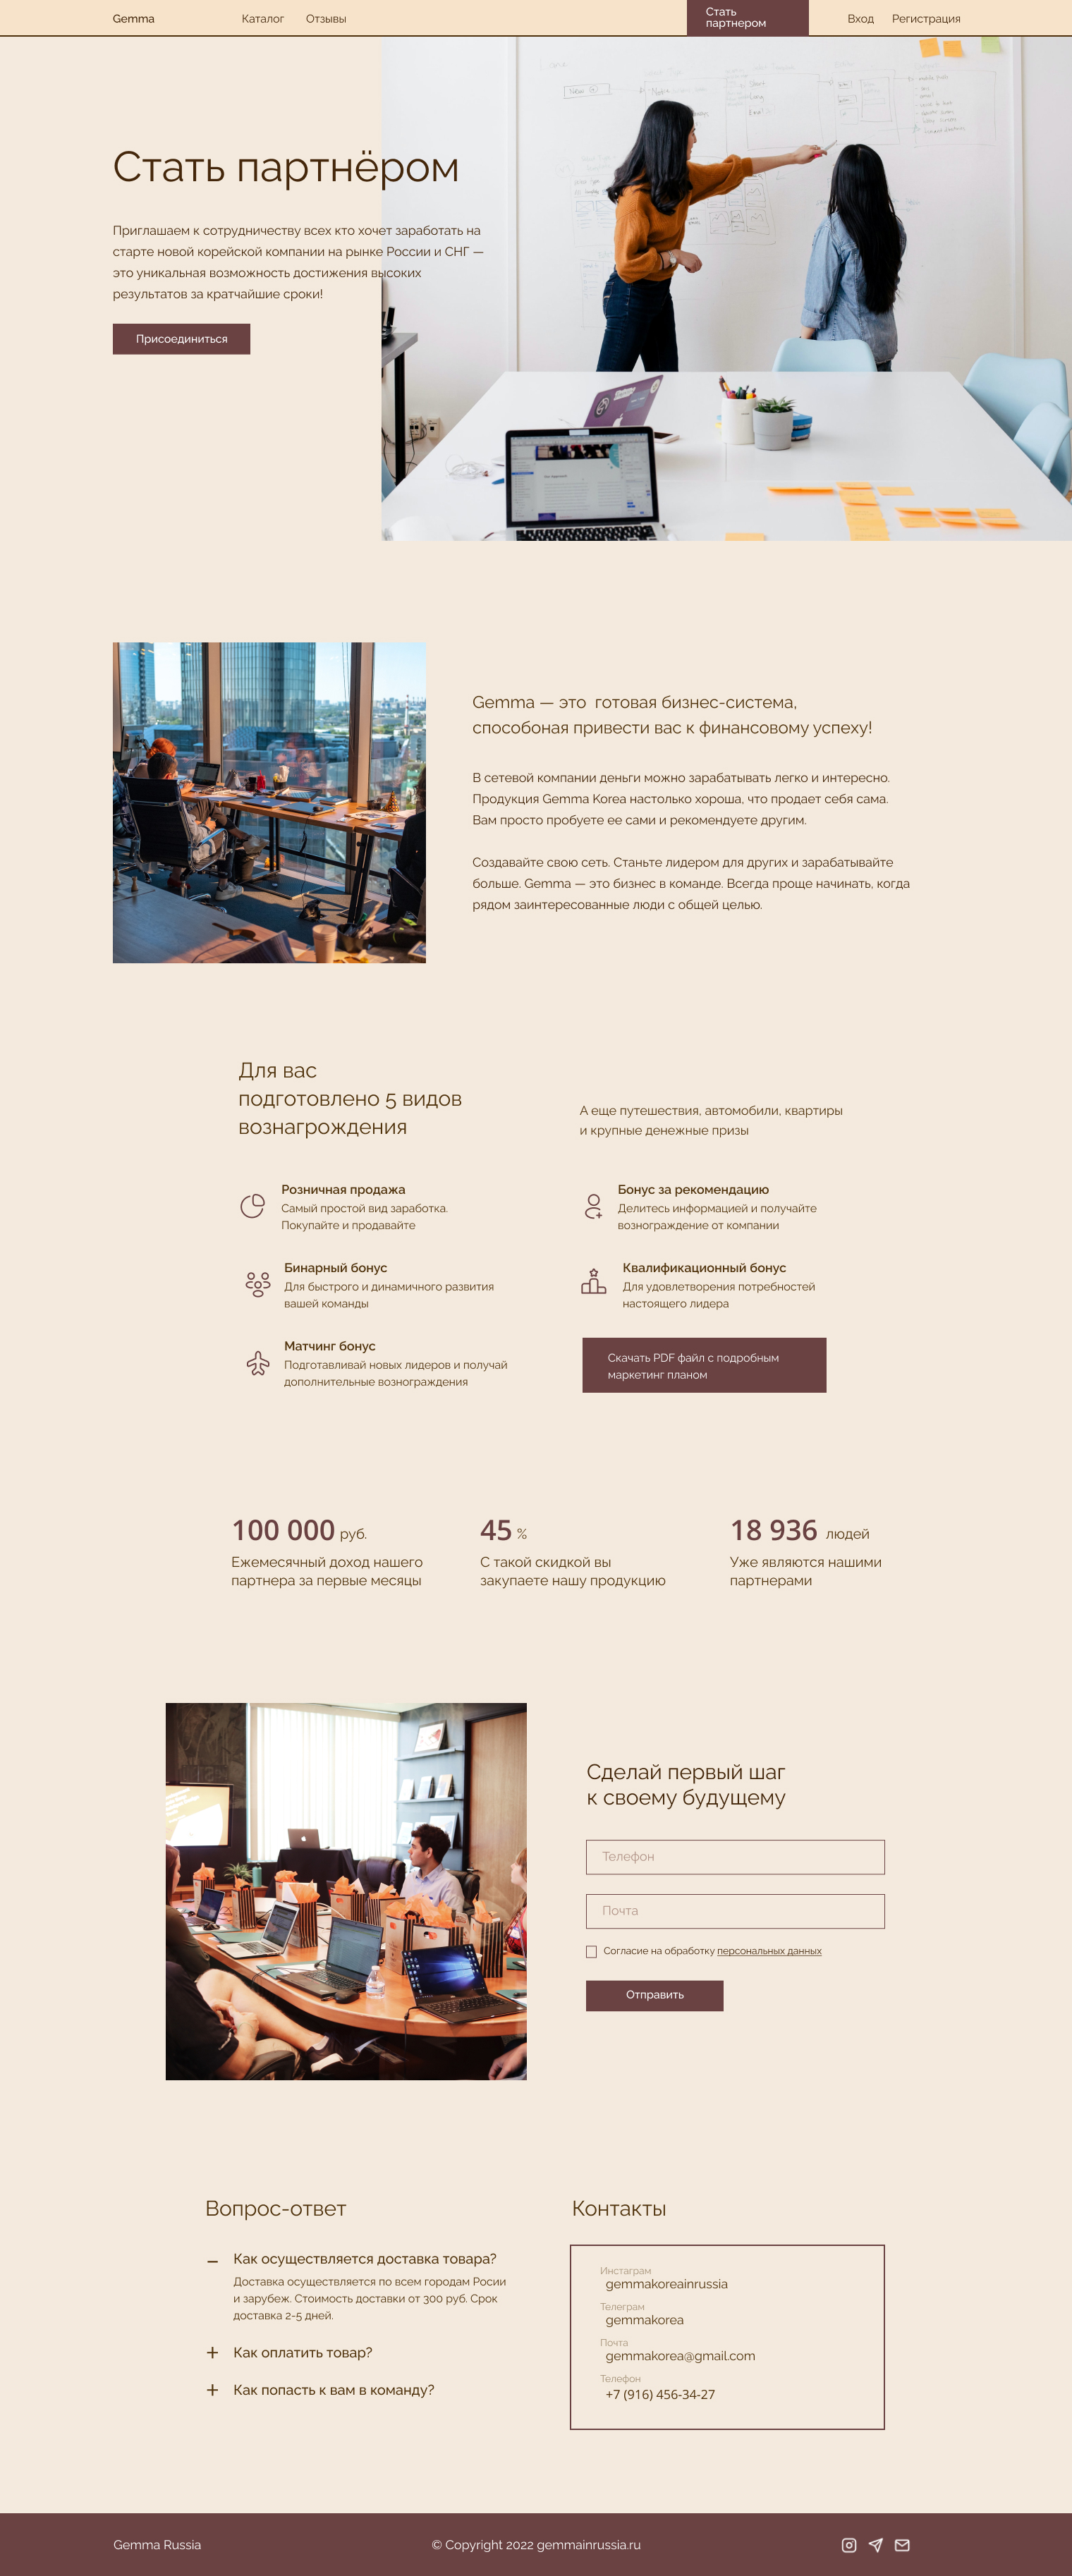 Gemma
Каталог
Отзывы
Стать
партнером
Вход
Регистрация
Стать партнёром
Приглашаем к сотрудничеству всех кто хочет заработать на
старте новой корейской компании на рынке России и СНГ —
это уникальная возможность достижения высоких
результатов за кратчайшие сроки!
Присоединиться
Gemma — это готовая бизнес-система,
способоная привести вас к финансовому успеху!
В сетевой компании деньги можно зарабатывать легко и интересно.
Продукция Gemma Korea настолько хороша, что продает себя сама.
Вам просто пробуете ее сами и рекомендуете другим.
Создавайте свою сеть. Станьте лидером для других и зарабатывайте
больше. Gemma — это бизнес в команде. Всегда проще начинать, когда
рядом заинтересованные люди с общей целью.
Для вас
подготовлено 5 видов
вознагрождения
А еще путешествия, автомобили, квартиры
и крупные денежные призы
Розничная продажа
Самый простой вид заработка.
Покупайте и продавайте
Бонус за рекомендацию
Делитесь информацией и получайте
вознограждение от компании
Бинарный бонус
Для быстрого и динамичного развития
вашей команды
Квалификационный бонус
Для удовлетворения потребностей
настоящего лидера
Матчинг бонус
Подготавливай новых лидеров и получай
дополнительные вознограждения
Скачать PDF файл с подробным
маркетинг планом
100 000 руб.
Ежемесячный доход нашего
партнера за первые месяцы
45 %
С такой скидкой вы
закупаете нашу продукцию
18 936 людей
Уже являются нашими
партнерами
Сделай первый шаг
к своему будущему
Телефон
Почта
Согласие на обработку персональных данных
Отправить
Вопрос-ответ
Как осуществляется доставка товара?
Доставка осуществляется по всем городам Росии
и зарубеж. Стоимость доставки от 300 руб. Срок
доставка 2-5 дней.
Как оплатить товар?
Как попасть к вам в команду?
Контакты
Инстаграм
gemmakoreainrussia
Телеграм
gemmakorea
Почта
gemmakorea@gmail.com
Телефон
+7 (916) 456-34-27
Gemma Russia
© Copyright 2022 gemmainrussia.ru